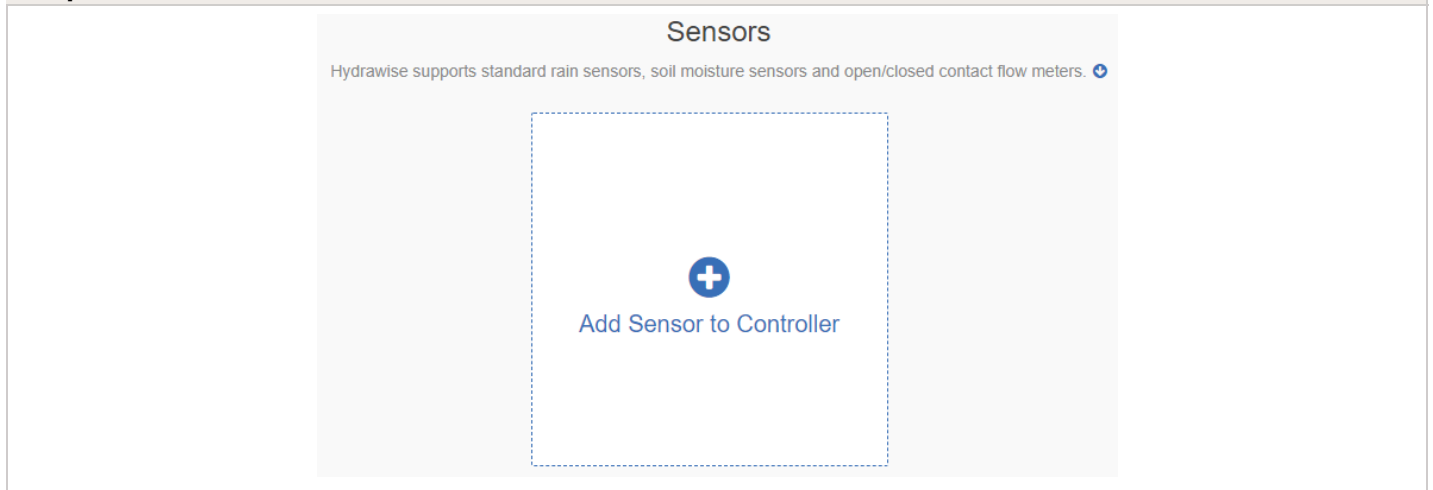 Sensors
Hydrawise supports standard rain sensors, soil moisture sensors and open/closed contact flow meters.
Add Sensor to Controller